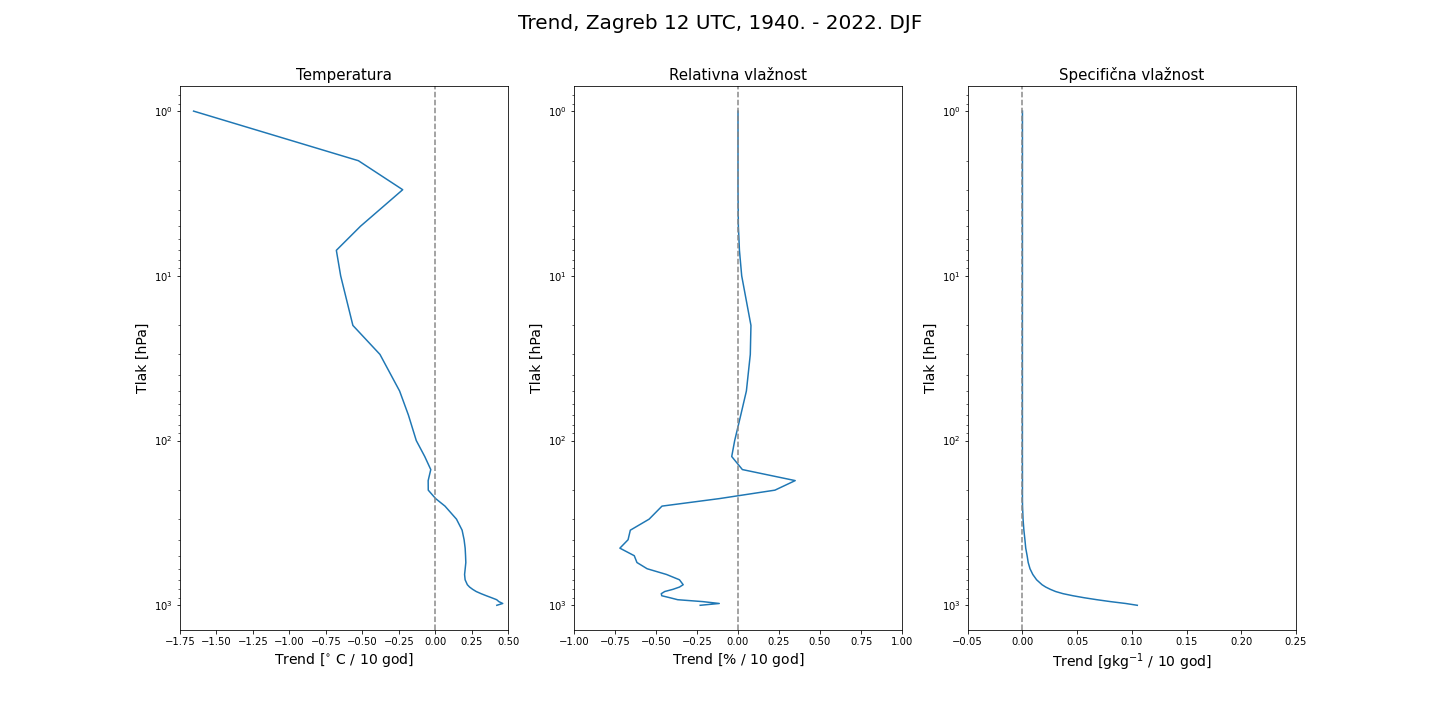 Trend, Zagreb 12 UTC, 1940. - 2022. DJF
Temperatura
10⁰
10¹
10²
10³
Tlak [hPa]
−1.75 −1.50 −1.25 −1.00 −0.75 −0.50 −0.25 0.00 0.25 0.50
Trend [° C / 10 god]
Relativna vlažnost
10⁰
10¹
10²
10³
Tlak [hPa]
−1.00 −0.75 −0.50 −0.25 0.00 0.25 0.50 0.75 1.00
Trend [% / 10 god]
Specifična vlažnost
10⁰
10¹
10²
10³
Tlak [hPa]
−0.05 0.00 0.05 0.10 0.15 0.20 0.25
Trend [gkg⁻¹ / 10 god]